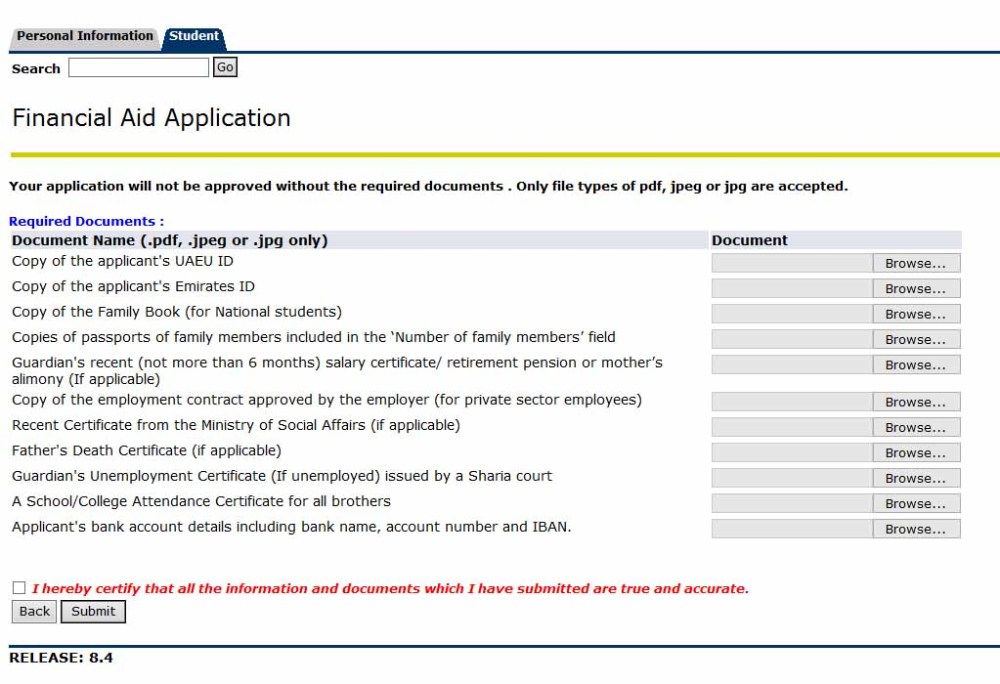 Personal Information Student
Search Go
Financial Aid Application
Your application will not be approved without the required documents . Only file types of pdf, jpeg or jpg are accepted.
Required Documents :
Document Name (.pdf, .jpeg or .jpg only) Document
Copy of the applicant's UAEU ID Browse...
Copy of the applicant's Emirates ID Browse...
Copy of the Family Book (for National students) Browse...
Copies of passports of family members included in the ‘Number of family members’ field Browse...
Guardian's recent (not more than 6 months) salary certificate/ retirement pension or mother’s Browse...
alimony (If applicable)
Copy of the employment contract approved by the employer (for private sector employees) Browse...
Recent Certificate from the Ministry of Social Affairs (if applicable) Browse...
Father's Death Certificate (if applicable) Browse...
Guardian's Unemployment Certificate (If unemployed) issued by a Sharia court Browse...
A School/College Attendance Certificate for all brothers Browse...
Applicant's bank account details including bank name, account number and IBAN. Browse...
I hereby certify that all the information and documents which I have submitted are true and accurate.
Back Submit
RELEASE: 8.4